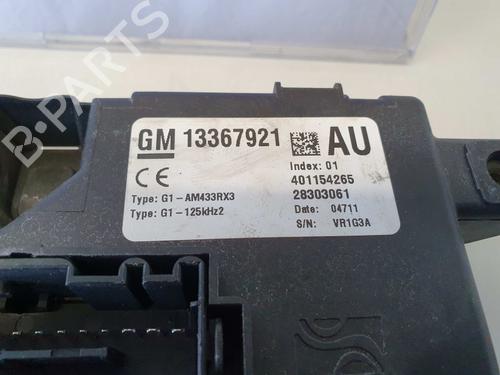 B-PARTS
GM 13367921 AU
Index: 01
CE 401154265
Type: G1-AM433RX3 28303061
Type: G1-125kHz2 Date: 04711
S/N: VR1G3A